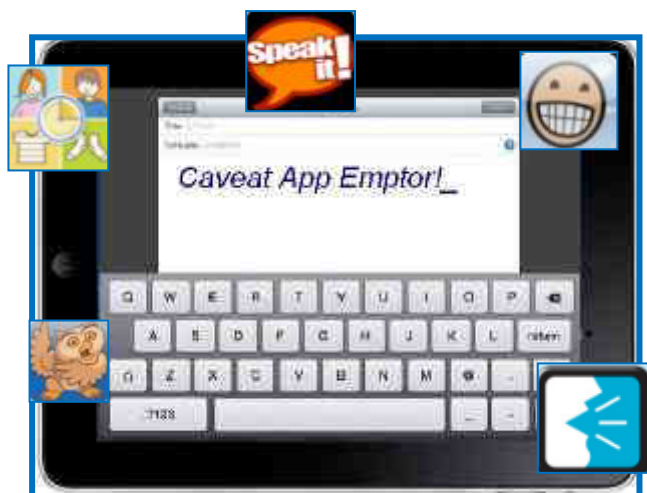 Speak
it!
Caveat App Emptor!_
Q W E R T Y U I O P
A S D F G H J K L return
Z X C V B N M
.?123